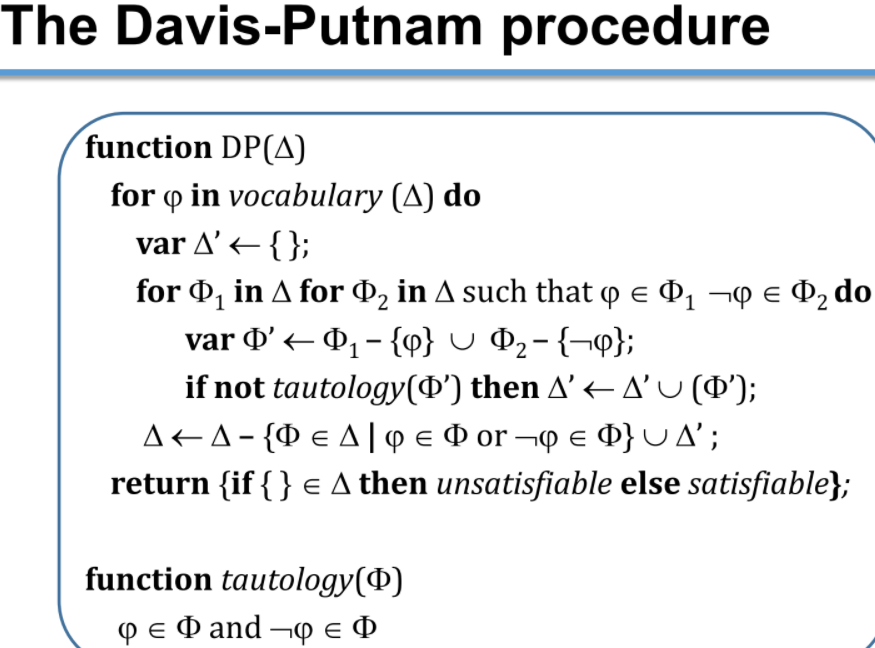 The Davis-Putnam procedure
function DP(Δ)
for φ in vocabulary (Δ) do
var Δ’ ← { };
for Φ₁ in Δ for Φ₂ in Δ such that φ ∈ Φ₁ ¬φ ∈ Φ₂ do
var Φ’ ← Φ₁ – {φ} ∪ Φ₂ – {¬φ};
if not tautology(Φ’) then Δ’ ← Δ’ ∪ (Φ’);
Δ ← Δ – {Φ ∈ Δ | φ ∈ Φ or ¬φ ∈ Φ} ∪ Δ’ ;
return {if { } ∈ Δ then unsatisfiable else satisfiable};
function tautology(Φ)
φ ∈ Φ and ¬φ ∈ Φ